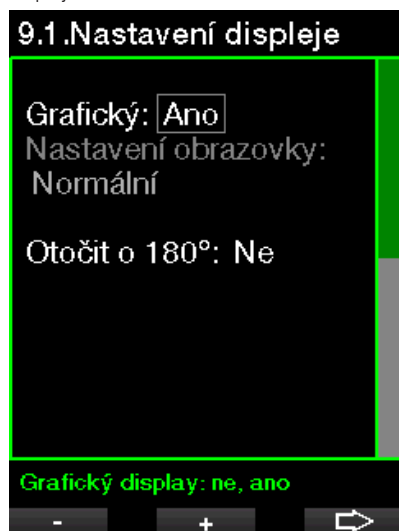 9.1.Nastavení displeje
Grafický: Ano
Nastavení obrazovky:
Normální
Otočit o 180°: Ne
Grafický display: ne, ano
- +